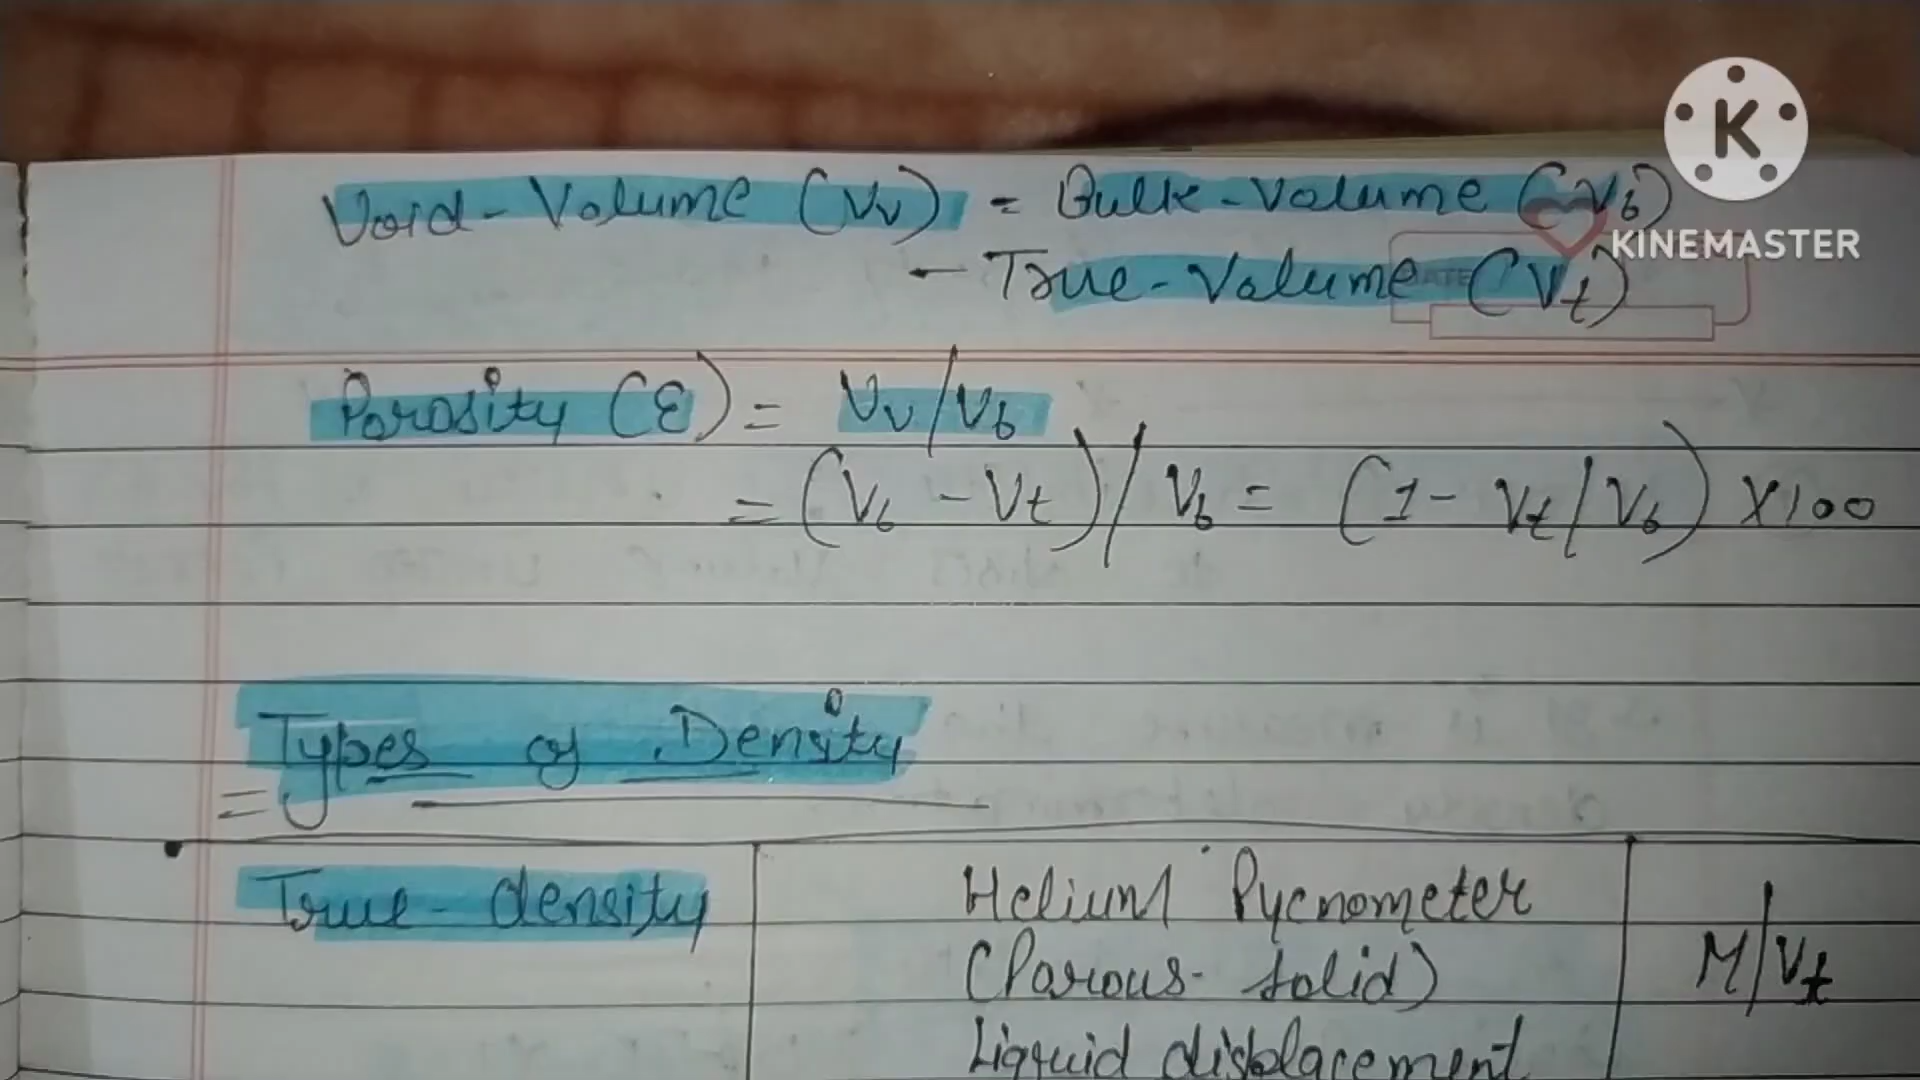 Void-Volume (Vv) = Bulk-Volume (Vb)
- True-Volume (Vt)
K
KINEMASTER
Porosity (ε) = Vv/Vb
= (Vb - Vt)/Vb = (1 - Vt/Vb) X100
Types of Density
True-density
Helium Pycnometer
(Porous-solid)
Liquid displacement
M/Vt